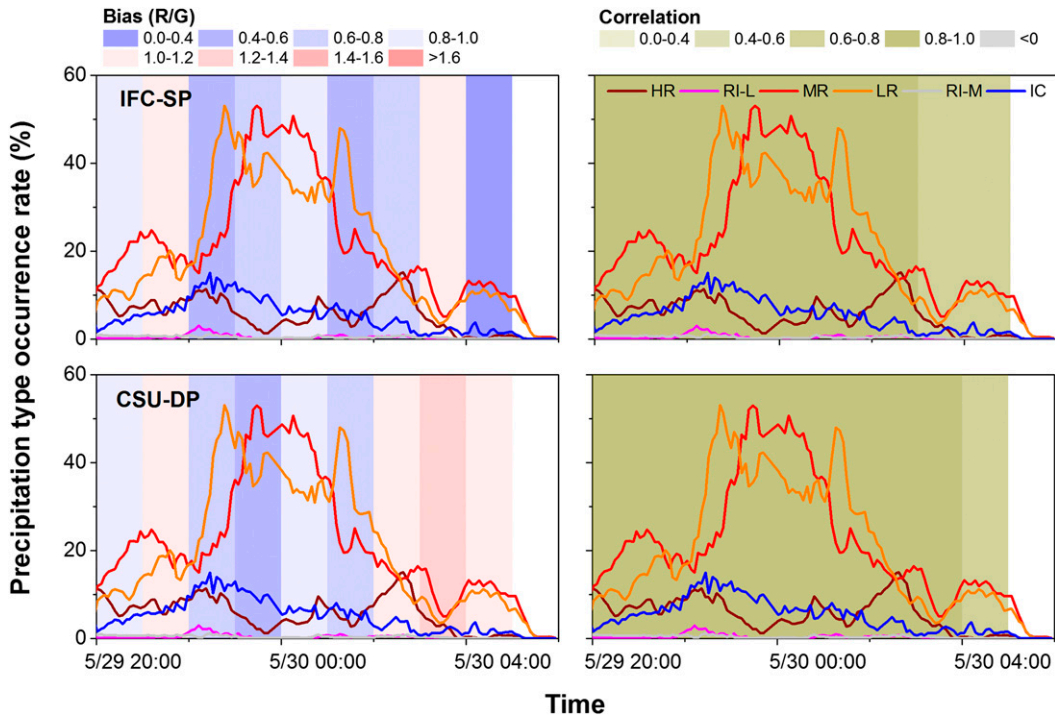 Bias (R/G)
0.0-0.4 0.4-0.6 0.6-0.8 0.8-1.0
1.0-1.2 1.2-1.4 1.4-1.6 >1.6
Correlation
0.0-0.4 0.4-0.6 0.6-0.8 0.8-1.0 <0
Precipitation type occurrence rate (%)
60
40
20
0
IFC-SP
HR RI-L MR LR RI-M IC
60
40
20
0
CSU-DP
5/29 20:00 5/30 00:00 5/30 04:00
5/29 20:00 5/30 00:00 5/30 04:00
Time